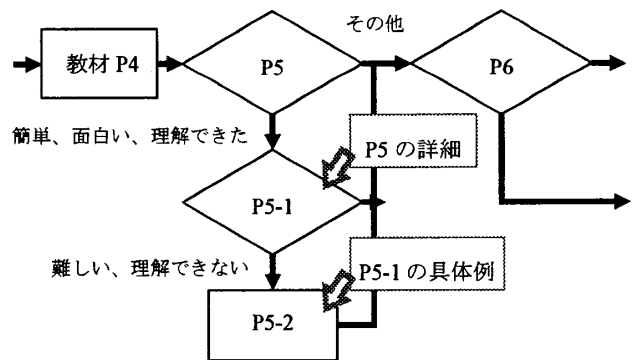 その他
教材 P4
P5
P6
簡単、面白い、理解できた
P5 の詳細
P5-1
難しい、理解できない
P5-1 の具体例
P5-2